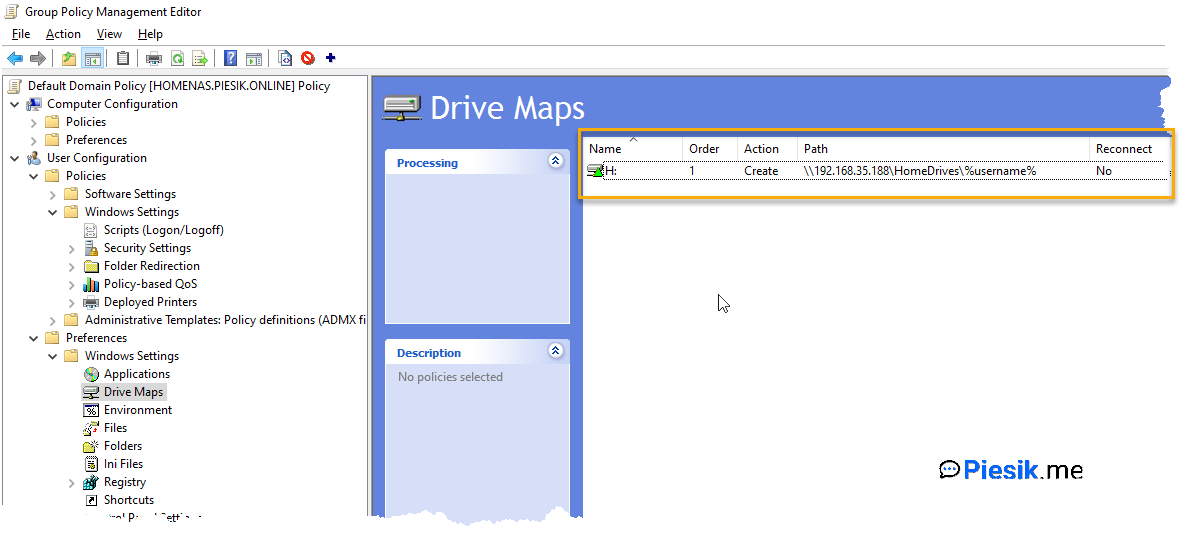 Group Policy Management Editor
File Action View Help
Default Domain Policy [HOMENAS.PIESIK.ONLINE] Policy
Computer Configuration
Policies
Preferences
User Configuration
Policies
Software Settings
Windows Settings
Scripts (Logon/Logoff)
Security Settings
Folder Redirection
Policy-based QoS
Deployed Printers
Administrative Templates: Policy definitions (ADMX fi
Preferences
Windows Settings
Applications
Drive Maps
Environment
Files
Folders
Ini Files
Registry
Shortcuts
Drive Maps
Processing
Description
No policies selected
Name Order Action Path Reconnect
H: 1 Create \\192.168.35.188\HomeDrives\%username% No
Piesik.me